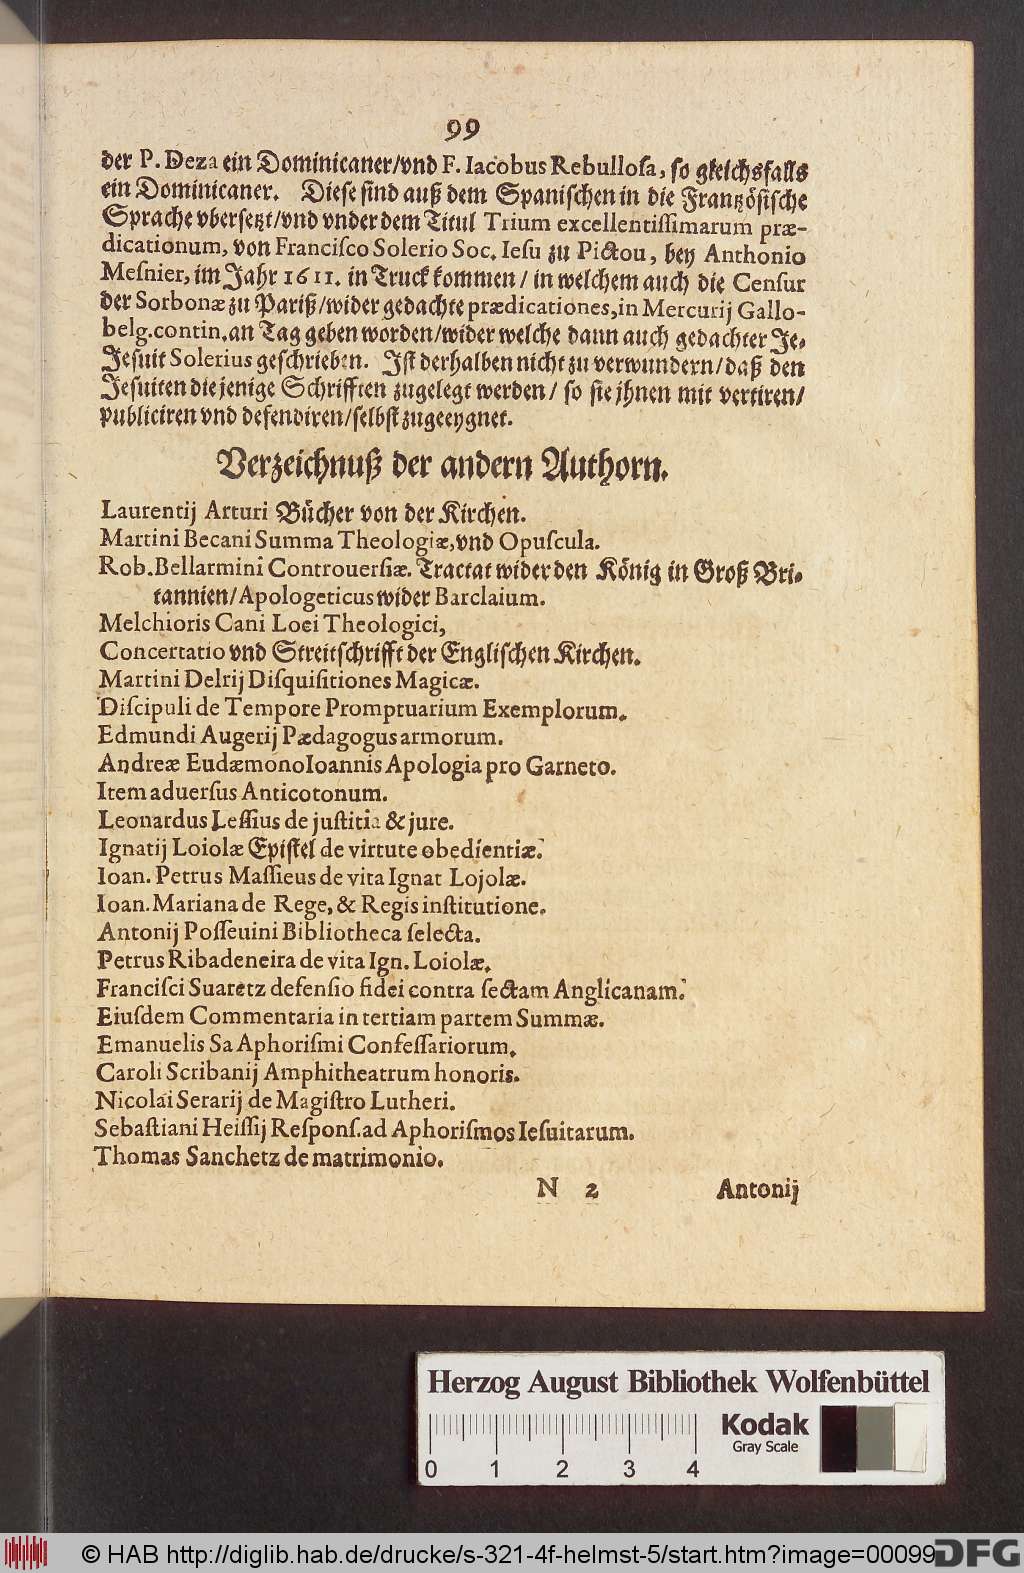 99
der P. Deza ein Dominicaner/vnd F. Iacobus Rebulloſa, ſo gleichsfalls
ein Dominicaner. Dieſe ſind auß dem Spaniſchen in die Frantzöſiſche
Sprache vberſetzt/vnd vnder dem Titul Trium excellentiſſimarum præ-
dicationum, von Franciſco Solerio Soc. Ieſu zu Pictou, bey Anthonio
Meſnier, im Jahr 1611. in Truck kommen/ in welchem auch die Cenſur
der Sorbonæ zu Pariß/wider gedachte prædicationes, in Mercurij Gallo-
belg. contin. an Tag geben worden/wider welche dann auch gedachter Je-
Jeſuit Solerius geſchrieben. Iſt derhalben nicht zu verwundern/daß den
Jeſuiten die jenige Schrifften zugelegt werden/ ſo ſie jhnen mit vertiren/
publiciren vnd defendiren/ſelbſt zugeeygnet.
Verzeichnuß der andern Authorn.
Laurentij Arturi Bücher von der Kirchen.
Martini Becani Summa Theologiæ, vnd Opuſcula.
Rob. Bellarmini Controuerſiæ. Tractat wider den König in Groß Bri-
tannien/Apologeticus wider Barclaium.
Melchioris Cani Loci Theologici,
Concertatio vnd Streitſchrifft der Engliſchen Kirchen.
Martini Delrij Diſquiſitiones Magicæ.
Diſcipuli de Tempore Promptuarium Exemplorum.
Edmundi Augerij Pædagogus armorum.
Andreæ EudæmonoIoannis Apologia pro Garneto.
Item aduerſus Anticotonum.
Leonardus Leſſius de juſtitia & jure.
Ignatij Loiolæ Epiſtel de virtute obedientiæ.
Ioan. Petrus Maſſieus de vita Ignat Lojolæ.
Ioan. Mariana de Rege, & Regis inſtitutione.
Antonij Poſſeuini Bibliotheca ſelecta.
Petrus Ribadeneira de vita Ign. Loiolæ.
Franciſci Suaretz defenſio fidei contra ſectam Anglicanam.
Eiuſdem Commentaria in tertiam partem Summæ.
Emanuelis Sa Aphoriſmi Confeſſariorum.
Caroli Scribanij Amphitheatrum honoris.
Nicolai Serarij de Magiſtro Lutheri.
Sebaſtiani Heiſſij Reſponſ. ad Aphoriſmos Ieſuitarum.
Thomas Sanchetz de matrimonio.
N 2 Antonij
Herzog August Bibliothek Wolfenbüttel
Kodak
Gray Scale
0 1 2 3 4
© HAB http://diglib.hab.de/drucke/s-321-4f-helmst-5/start.htm?image=00099
DFG